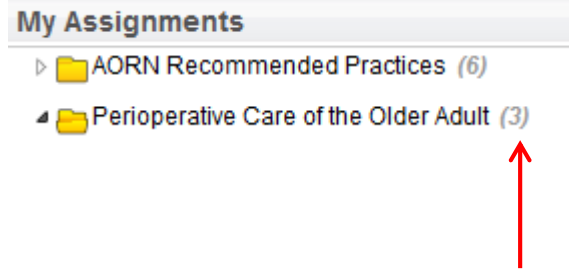 My Assignments
AORN Recommended Practices (6)
Perioperative Care of the Older Adult (3)